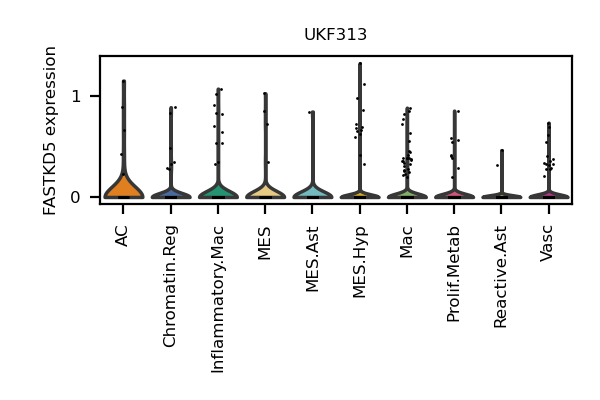 UKF313
FASTKD5 expression
1
0
AC
Chromatin.Reg
Inflammatory.Mac
MES
MES.Ast
MES.Hyp
Mac
Prolif.Metab
Reactive.Ast
Vasc